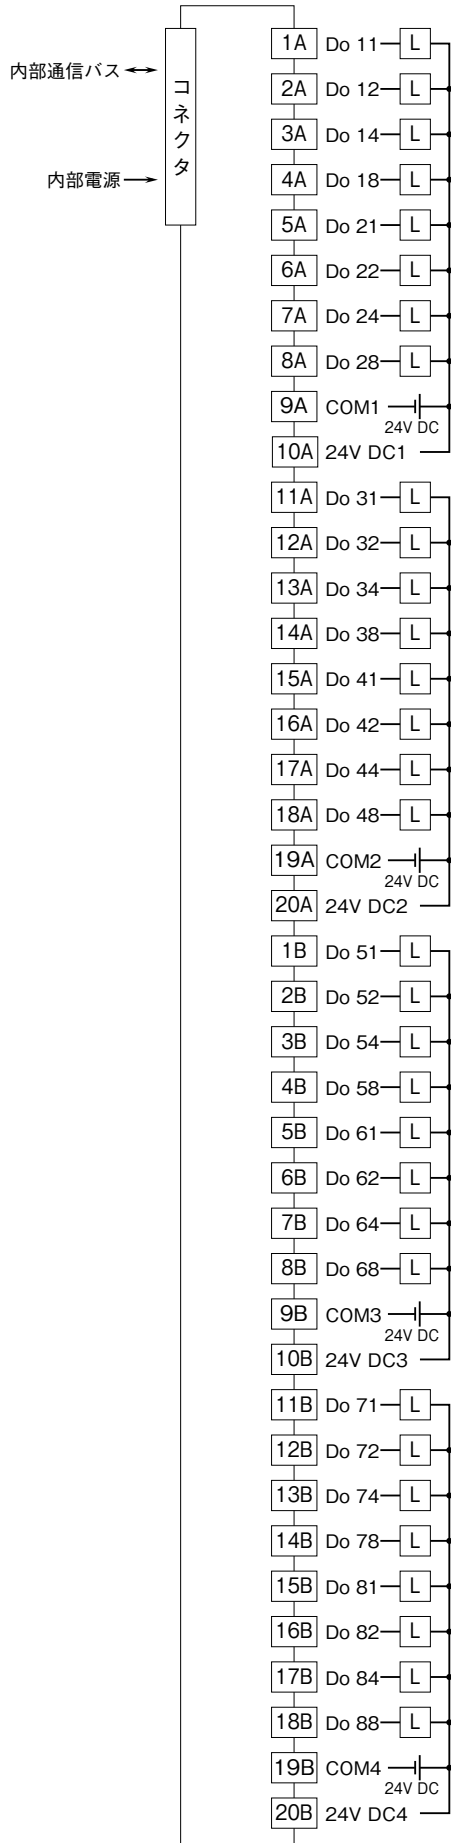 内部通信バス
内部電源
コネクタ
1A Do 11 L
2A Do 12 L
3A Do 14 L
4A Do 18 L
5A Do 21 L
6A Do 22 L
7A Do 24 L
8A Do 28 L
9A COM1
24V DC
10A 24V DC1
11A Do 31 L
12A Do 32 L
13A Do 34 L
14A Do 38 L
15A Do 41 L
16A Do 42 L
17A Do 44 L
18A Do 48 L
19A COM2
24V DC
20A 24V DC2
1B Do 51 L
2B Do 52 L
3B Do 54 L
4B Do 58 L
5B Do 61 L
6B Do 62 L
7B Do 64 L
8B Do 68 L
9B COM3
24V DC
10B 24V DC3
11B Do 71 L
12B Do 72 L
13B Do 74 L
14B Do 78 L
15B Do 81 L
16B Do 82 L
17B Do 84 L
18B Do 88 L
19B COM4
24V DC
20B 24V DC4